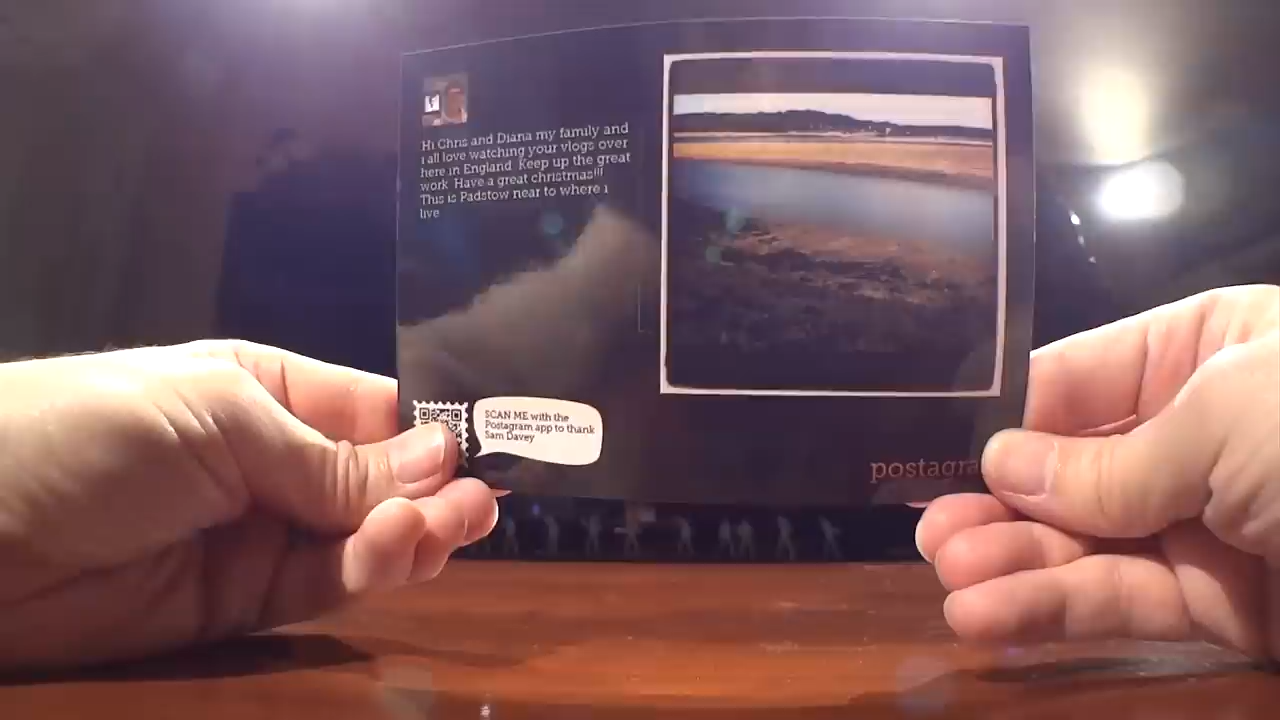 Hi Chris and Diana my family and
i all love watching your vlogs over
here in England. Keep up the great
work. Have a great christmas!!!
This is Padstow near to where i
live
SCAN ME with the
Postagram app to thank
Sam Davey
postagra